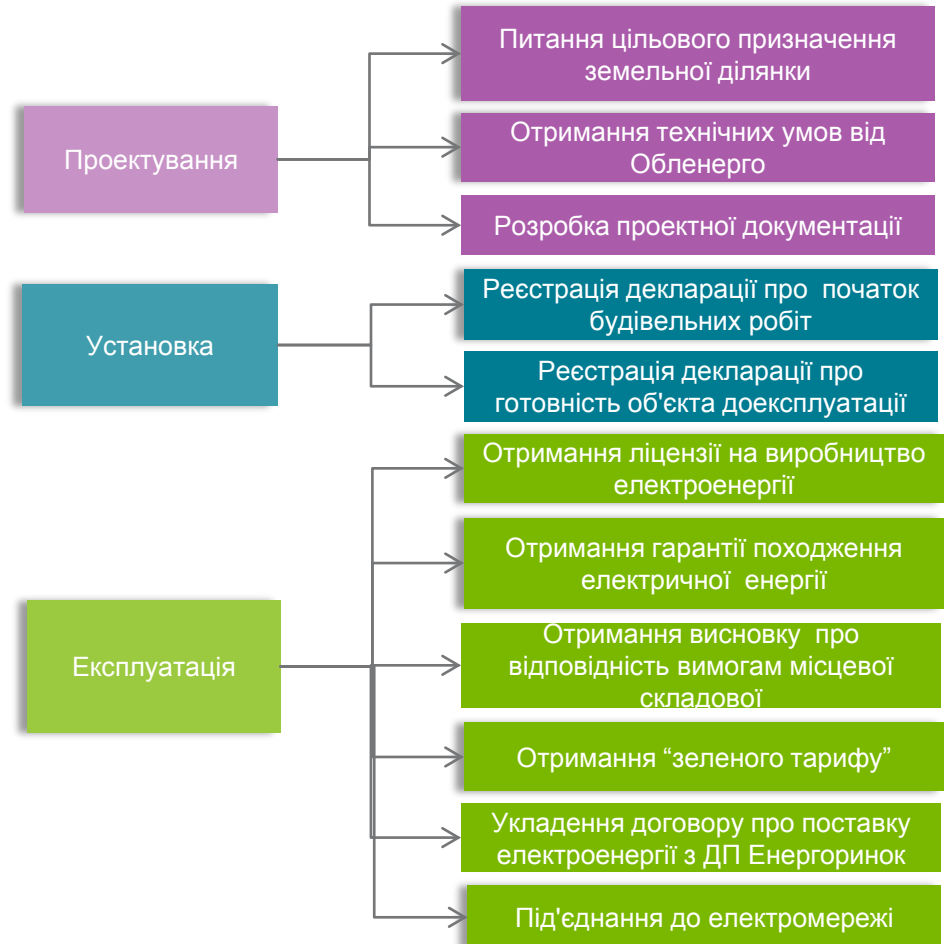 Питання цільового призначення
земельної ділянки
Проектування
Отримання технічних умов від
Обленерго
Розробка проектної документації
Реєстрація декларації про початок
будівельних робіт
Установка
Реєстрація декларації про
готовність об'єкта доексплуатації
Отримання ліцензії на виробництво
електроенергії
Отримання гарантії походження
електричної енергії
Експлуатація
Отримання висновку про
відповідність вимогам місцевої
складової
Отримання “зеленого тарифу”
Укладення договору про поставку
електроенергії з ДП Енергоринок
Під'єднання до електромережі